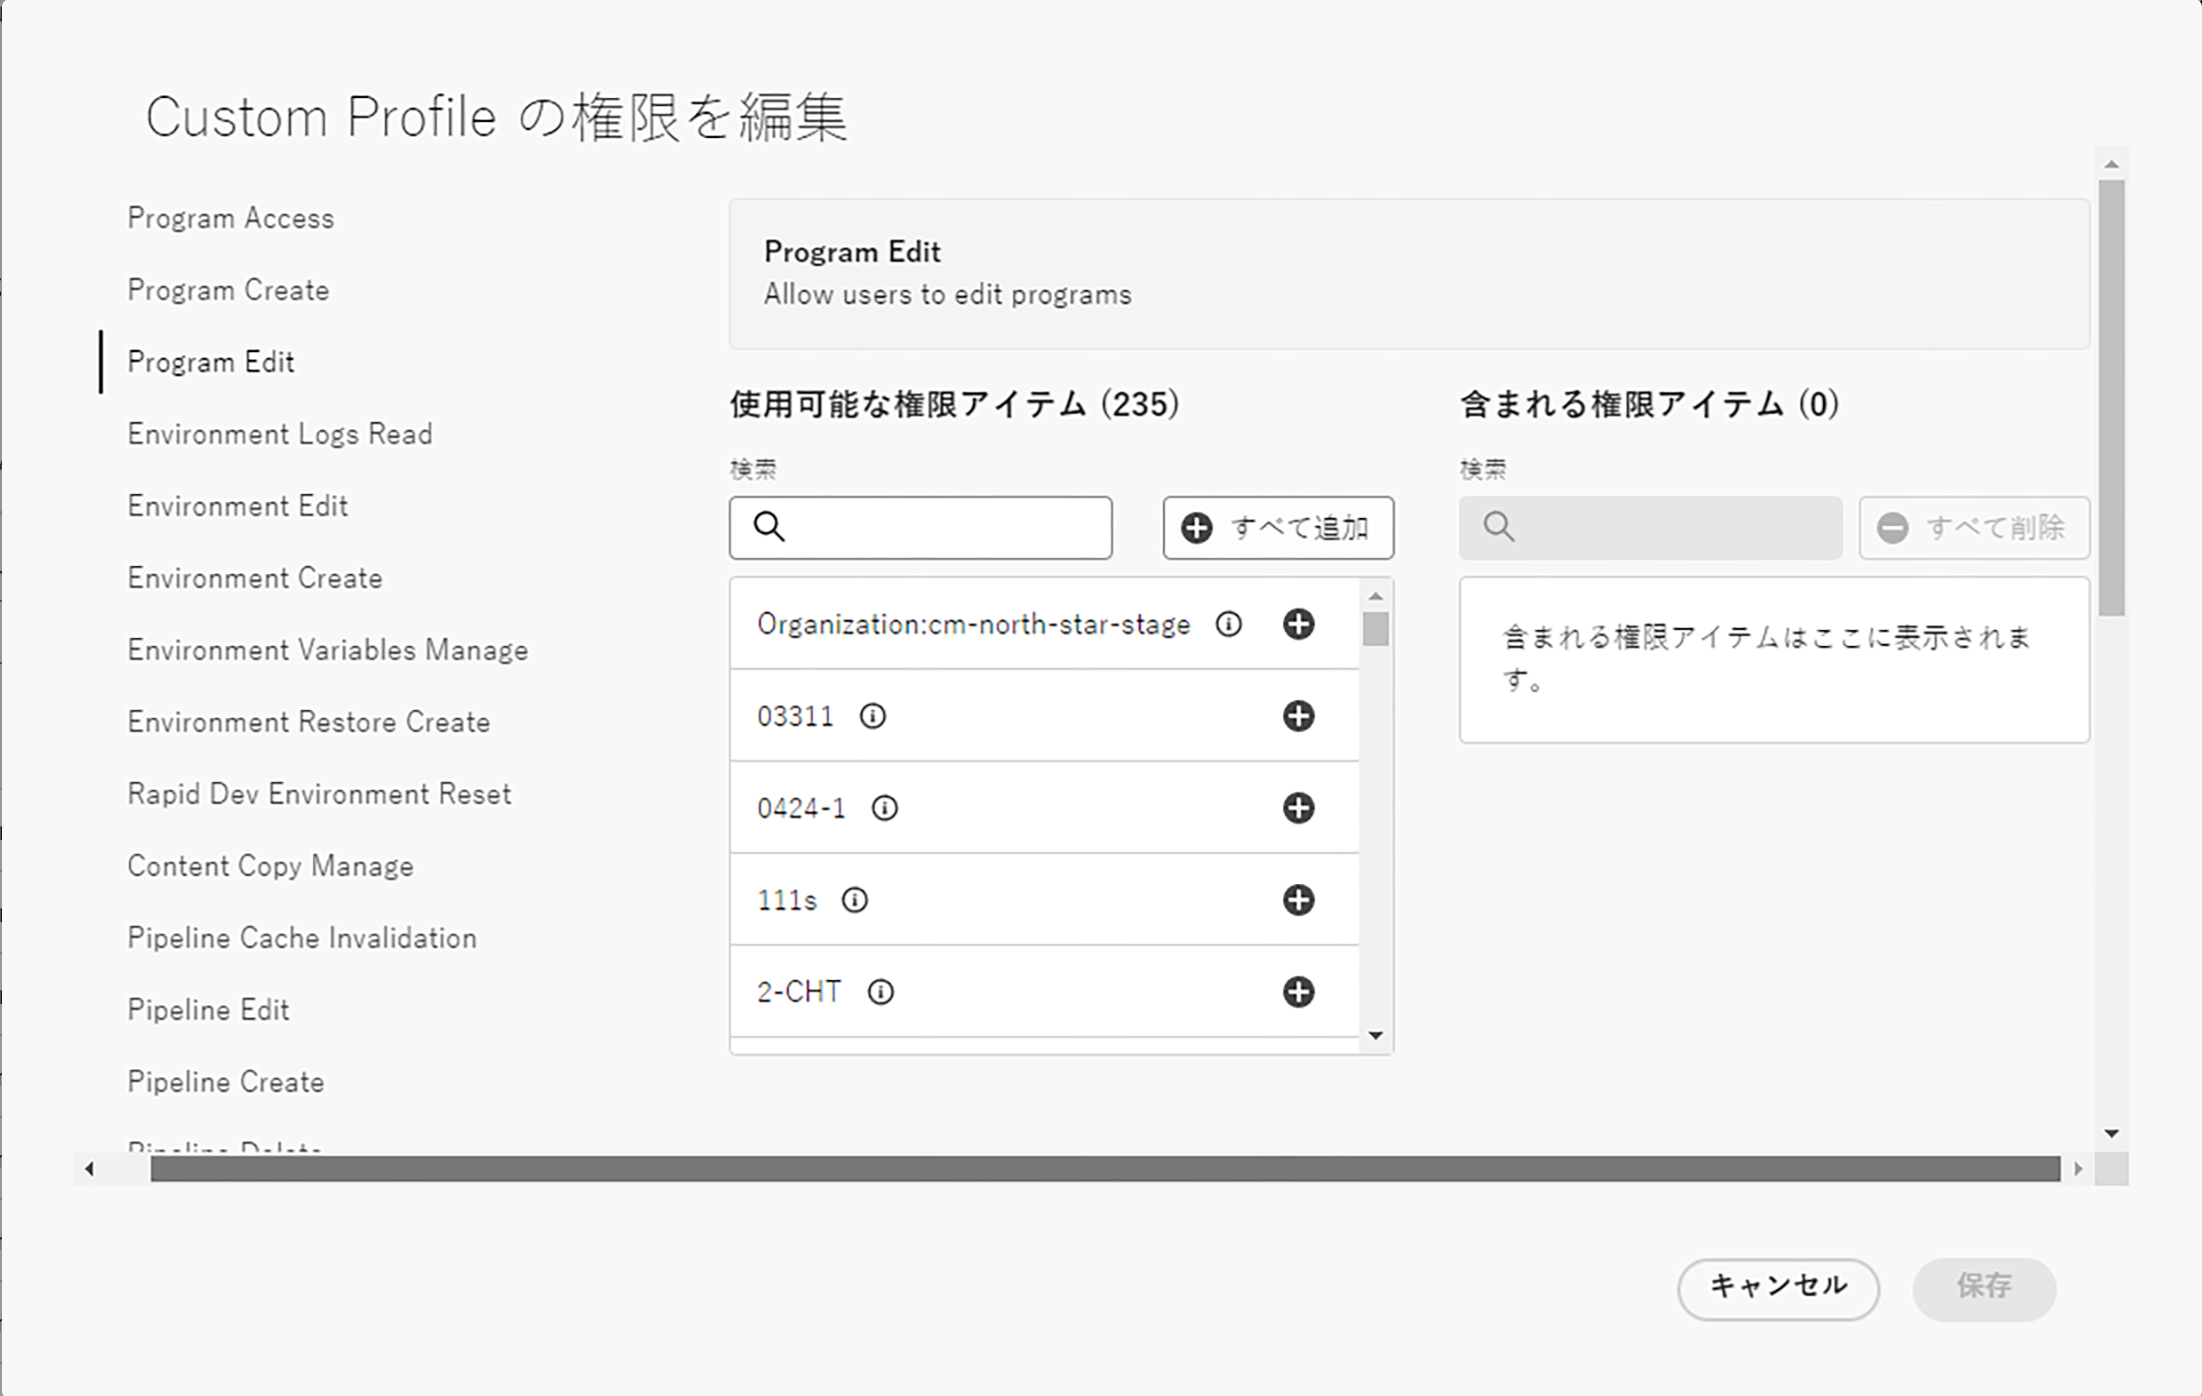 Custom Profile の権限を編集
Program Access
Program Create
Program Edit
Environment Logs Read
Environment Edit
Environment Create
Environment Variables Manage
Environment Restore Create
Rapid Dev Environment Reset
Content Copy Manage
Pipeline Cache Invalidation
Pipeline Edit
Pipeline Create
Pipeline Delete
Program Edit
Allow users to edit programs
使用可能な権限アイテム (235)
検索
すべて追加
Organization:cm-north-star-stage
03311
0424-1
111s
2-CHT
含まれる権限アイテム (0)
検索
すべて削除
含まれる権限アイテムはここに表示されま
す。
キャンセル
保存